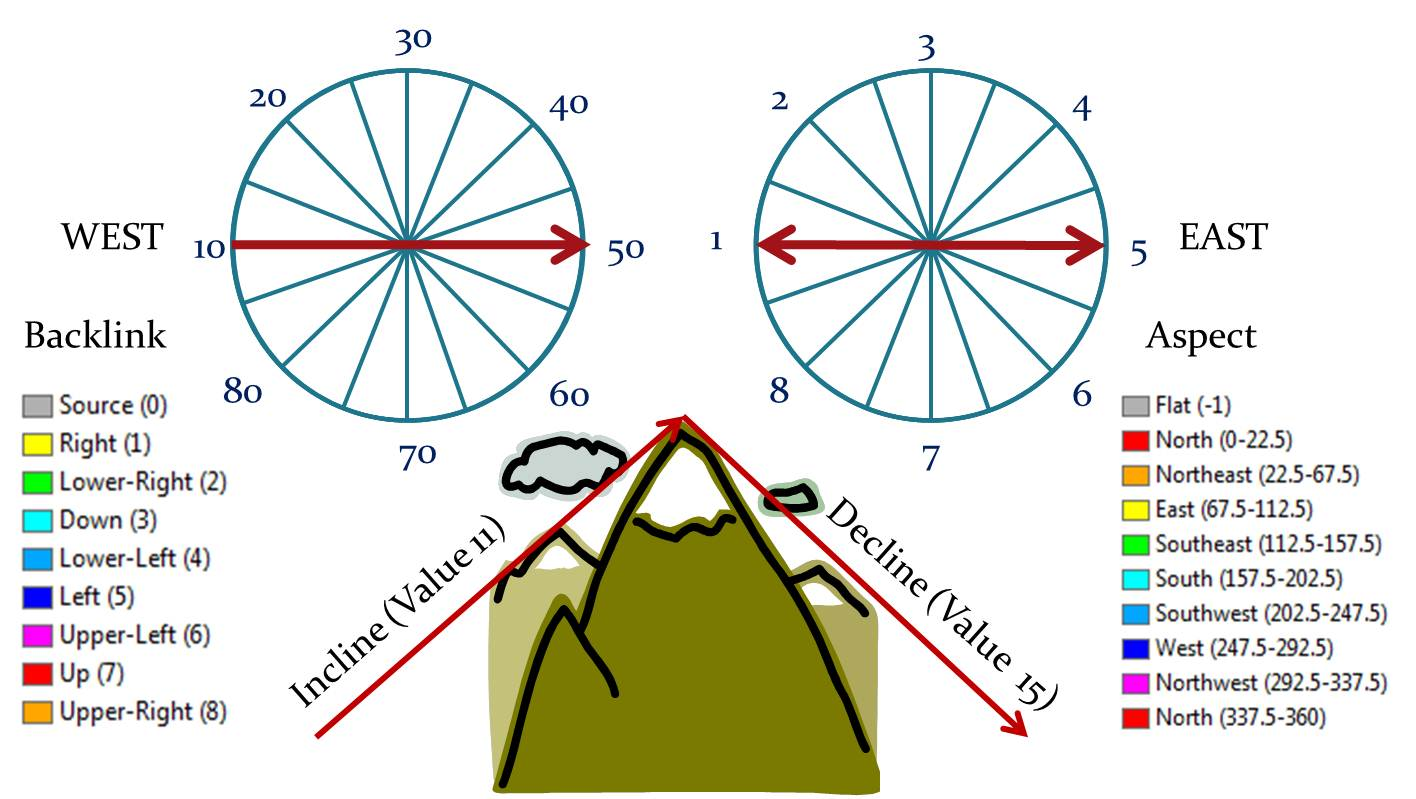 30
20
40
WEST
10
50
80
60
70
3
2
4
1
5
EAST
8
6
7
Backlink
Source (0)
Right (1)
Lower-Right (2)
Down (3)
Lower-Left (4)
Left (5)
Upper-Left (6)
Up (7)
Upper-Right (8)
Incline (Value 11)
Decline (Value 15)
Aspect
Flat (-1)
North (0-22.5)
Northeast (22.5-67.5)
East (67.5-112.5)
Southeast (112.5-157.5)
South (157.5-202.5)
Southwest (202.5-247.5)
West (247.5-292.5)
Northwest (292.5-337.5)
North (337.5-360)